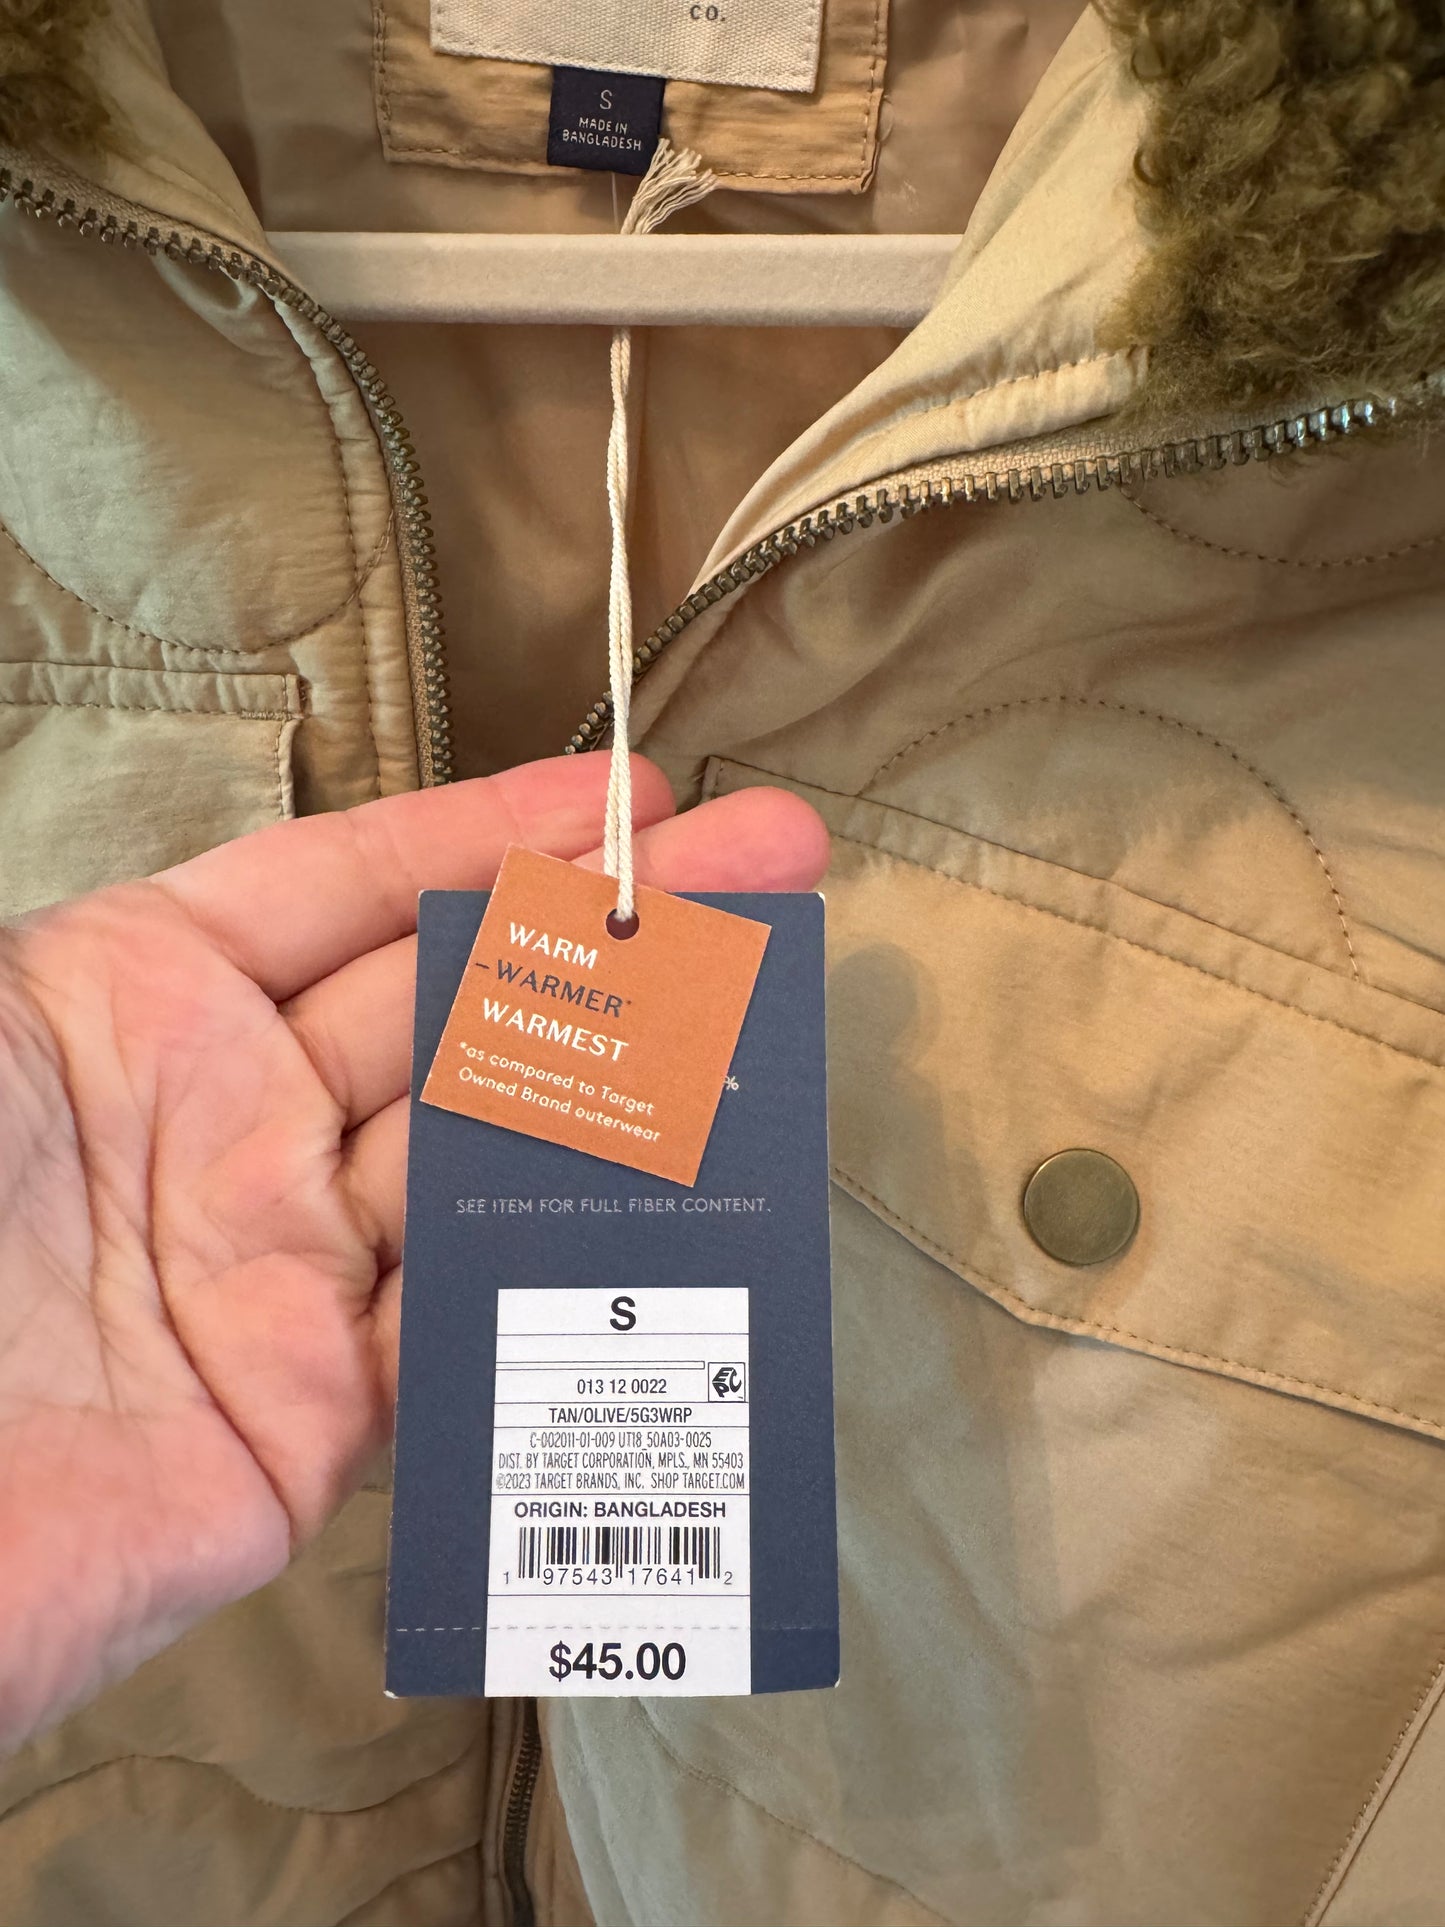 CO.
S
MADE IN
BANGLADESH
WARM
– WARMER*
WARMEST
*as compared to Target
Owned Brand outerwear
%
SEE ITEM FOR FULL FIBER CONTENT.
S
EPC
013 12 0022
TAN/OLIVE/5G3WRP
C-002011-01-009 UT18_50A03-0025
DIST. BY TARGET CORPORATION, MPLS., MN 55403
©2023 TARGET BRANDS, INC. SHOP TARGET.COM
ORIGIN: BANGLADESH
1 97543 17641 2
$45.00